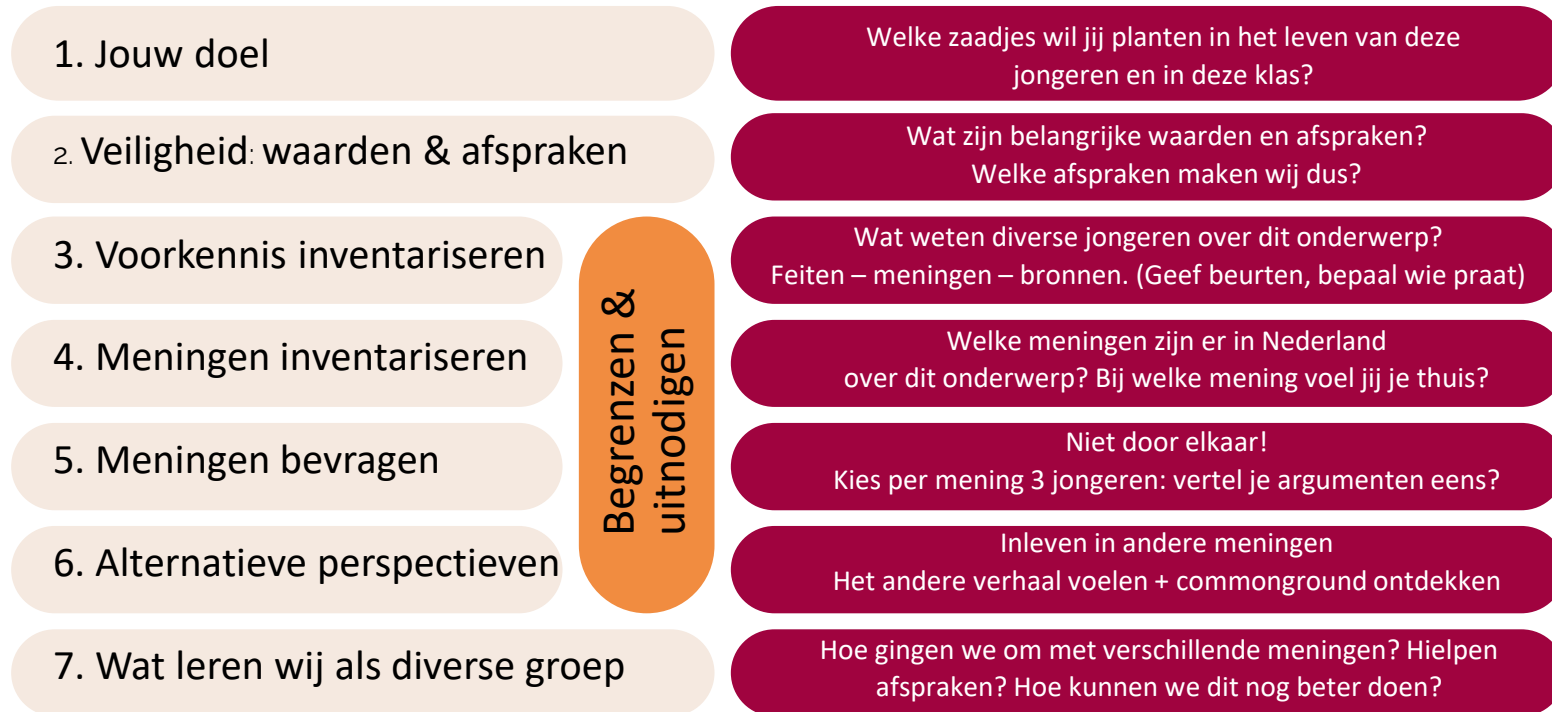 1. Jouw doel
Welke zaadjes wil jij planten in het leven van deze
jongeren en in deze klas?
2. Veiligheid: waarden & afspraken
Wat zijn belangrijke waarden en afspraken?
Welke afspraken maken wij dus?
3. Voorkennis inventariseren
Wat weten diverse jongeren over dit onderwerp?
Feiten – meningen – bronnen. (Geef beurten, bepaal wie praat)
4. Meningen inventariseren
Welke meningen zijn er in Nederland
over dit onderwerp? Bij welke mening voel jij je thuis?
5. Meningen bevragen
Niet door elkaar!
Kies per mening 3 jongeren: vertel je argumenten eens?
6. Alternatieve perspectieven
Inleven in andere meningen
Het andere verhaal voelen + commonground ontdekken
Begrenzen &
uitnodigen
7. Wat leren wij als diverse groep
Hoe gingen we om met verschillende meningen? Hielpen
afspraken? Hoe kunnen we dit nog beter doen?